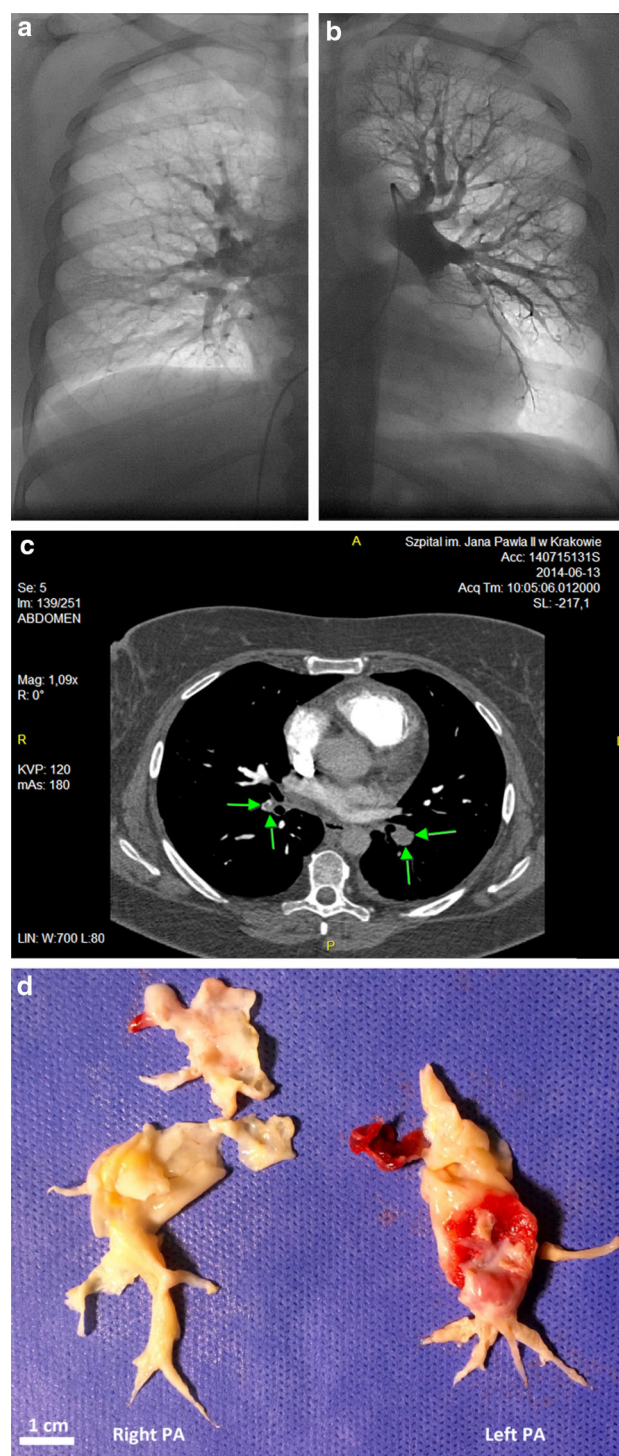 a
b
c
A
Szpital im. Jana Pawla II w Krakowie
Acc: 140715131S
2014-06-13
Acq Tm: 10:05:06.012000
SL: -217,1
Se: 5
Im: 139/251
ABDOMEN
Mag: 1,09x
R: 0°
R
KVP: 120
mAs: 180
LIN: W:700 L:80
P
d
1 cm
Right PA
Left PA